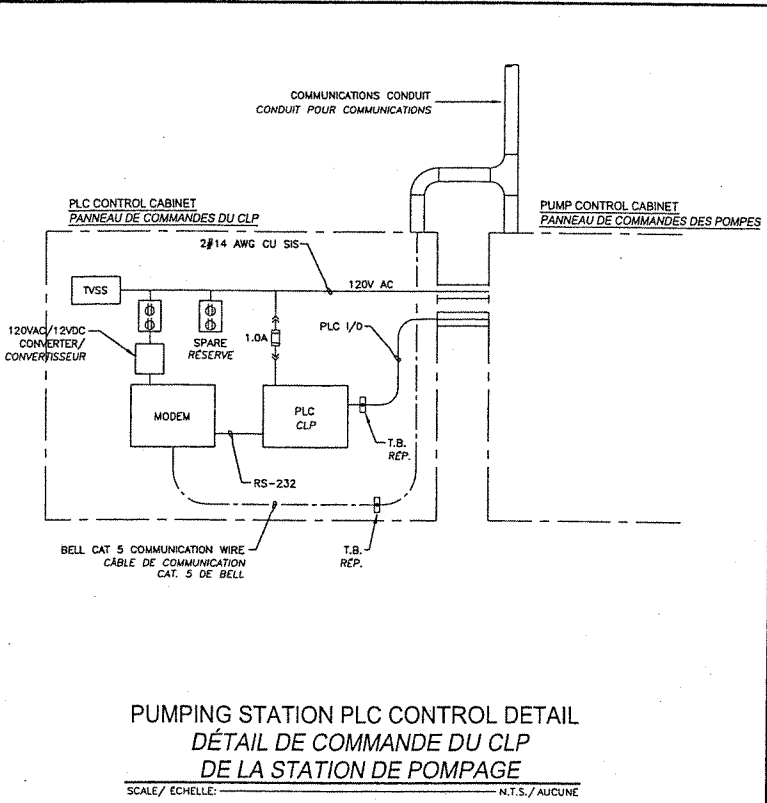 COMMUNICATIONS CONDUIT
CONDUIT POUR COMMUNICATIONS
PLC CONTROL CABINET
PANNEAU DE COMMANDES DU CLP
PUMP CONTROL CABINET
PANNEAU DE COMMANDES DES POMPES
2#14 AWG CU SIS
TVSS
120V AC
120VAC/12VDC
CONVERTER/
CONVERTISSEUR
SPARE
RÉSERVE
1.0A
PLC I/O
MODEM
PLC
CLP
T.B.
RÉP.
RS-232
BELL CAT 5 COMMUNICATION WIRE
CÂBLE DE COMMUNICATION
CAT. 5 DE BELL
T.B.
RÉP.
PUMPING STATION PLC CONTROL DETAIL
DÉTAIL DE COMMANDE DU CLP
DE LA STATION DE POMPAGE
SCALE/ ÉCHELLE: N.T.S./ AUCUNE